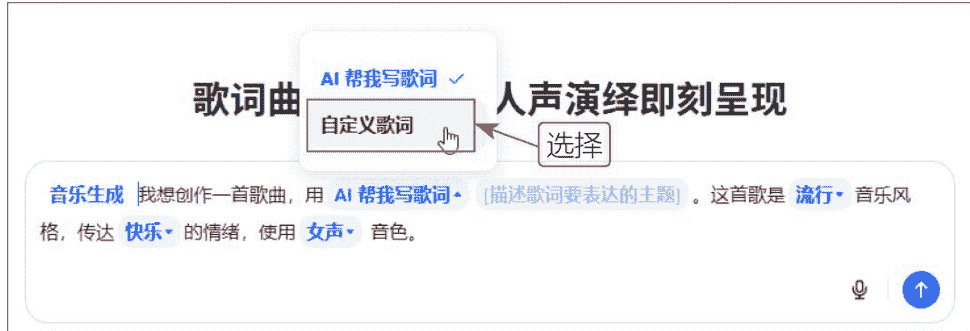 AI 帮我写歌词 ✓
歌词曲 人声演绎即刻呈现
自定义歌词
选择
音乐生成 我想创作一首歌曲，用 AI 帮我写歌词 [描述歌词要表达的主题] 。这首歌是 流行 音乐风
格，传达 快乐 的情绪，使用 女声 音色。